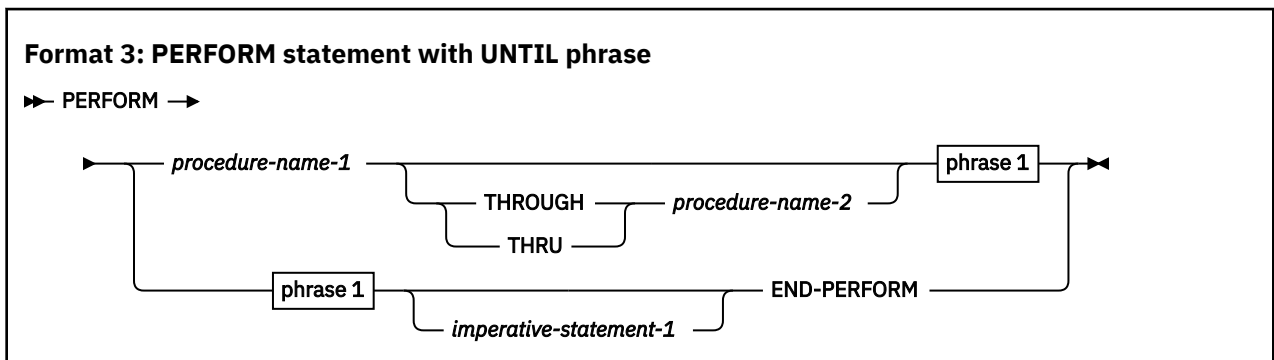 Format 3: PERFORM statement with UNTIL phrase
PERFORM
procedure-name-1 phrase 1
THROUGH procedure-name-2
THRU
phrase 1 END-PERFORM
imperative-statement-1